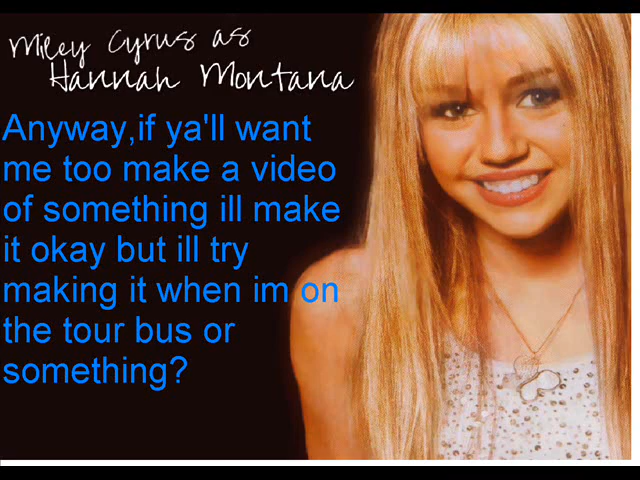 Miley Cyrus as
Hannah Montana
Anyway,if ya'll want
me too make a video
of something ill make
it okay but ill try
making it when im on
the tour bus or
something?